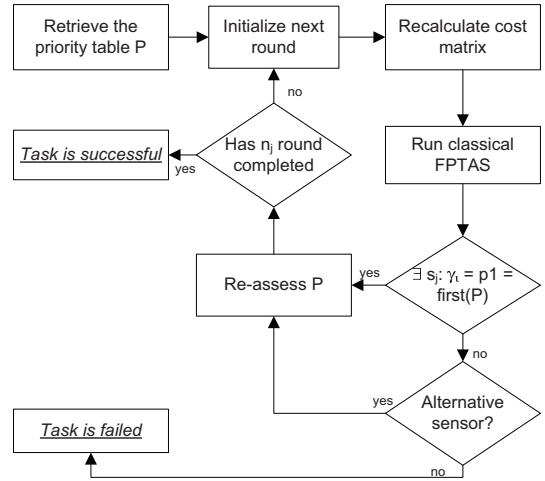 Retrieve the
priority table P
Initialize next
round
Recalculate cost
matrix
no
Has nj round
completed
yes
Task is successful
Run classical
FPTAS
Re-assess P
yes
∃ sj: γι = p1 =
first(P)
no
yes
Alternative
sensor?
Task is failed
no